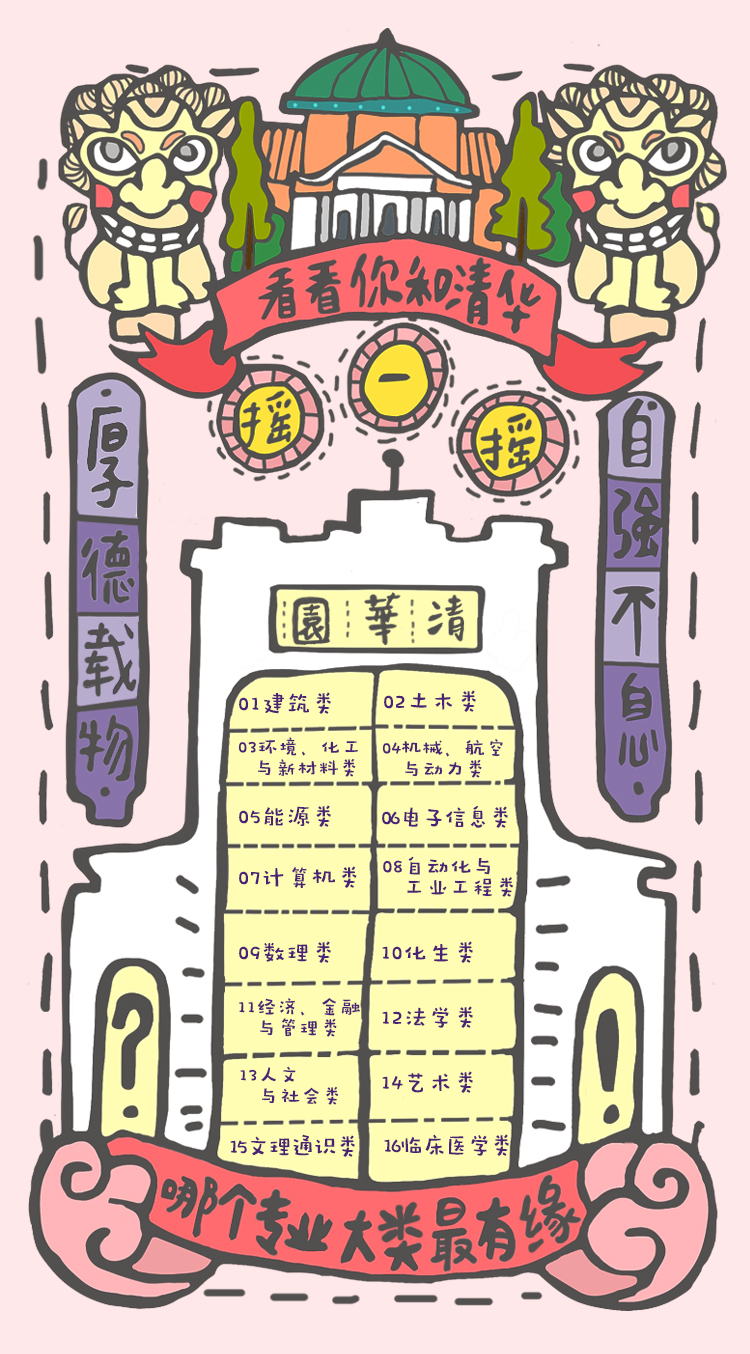 看看你和清华
摇一摇
厚德载物
自强不息
園華清
01建筑类
02土木类
03环境、化工
与新材料类
04机械、航空
与动力类
05能源类
06电子信息类
07计算机类
08自动化与
工业工程类
09数理类
10化生类
11经济、金融
与管理类
12法学类
13人文
与社会类
14艺术类
15文理通识类
16临床医学类
?
!
哪个专业大类最有缘